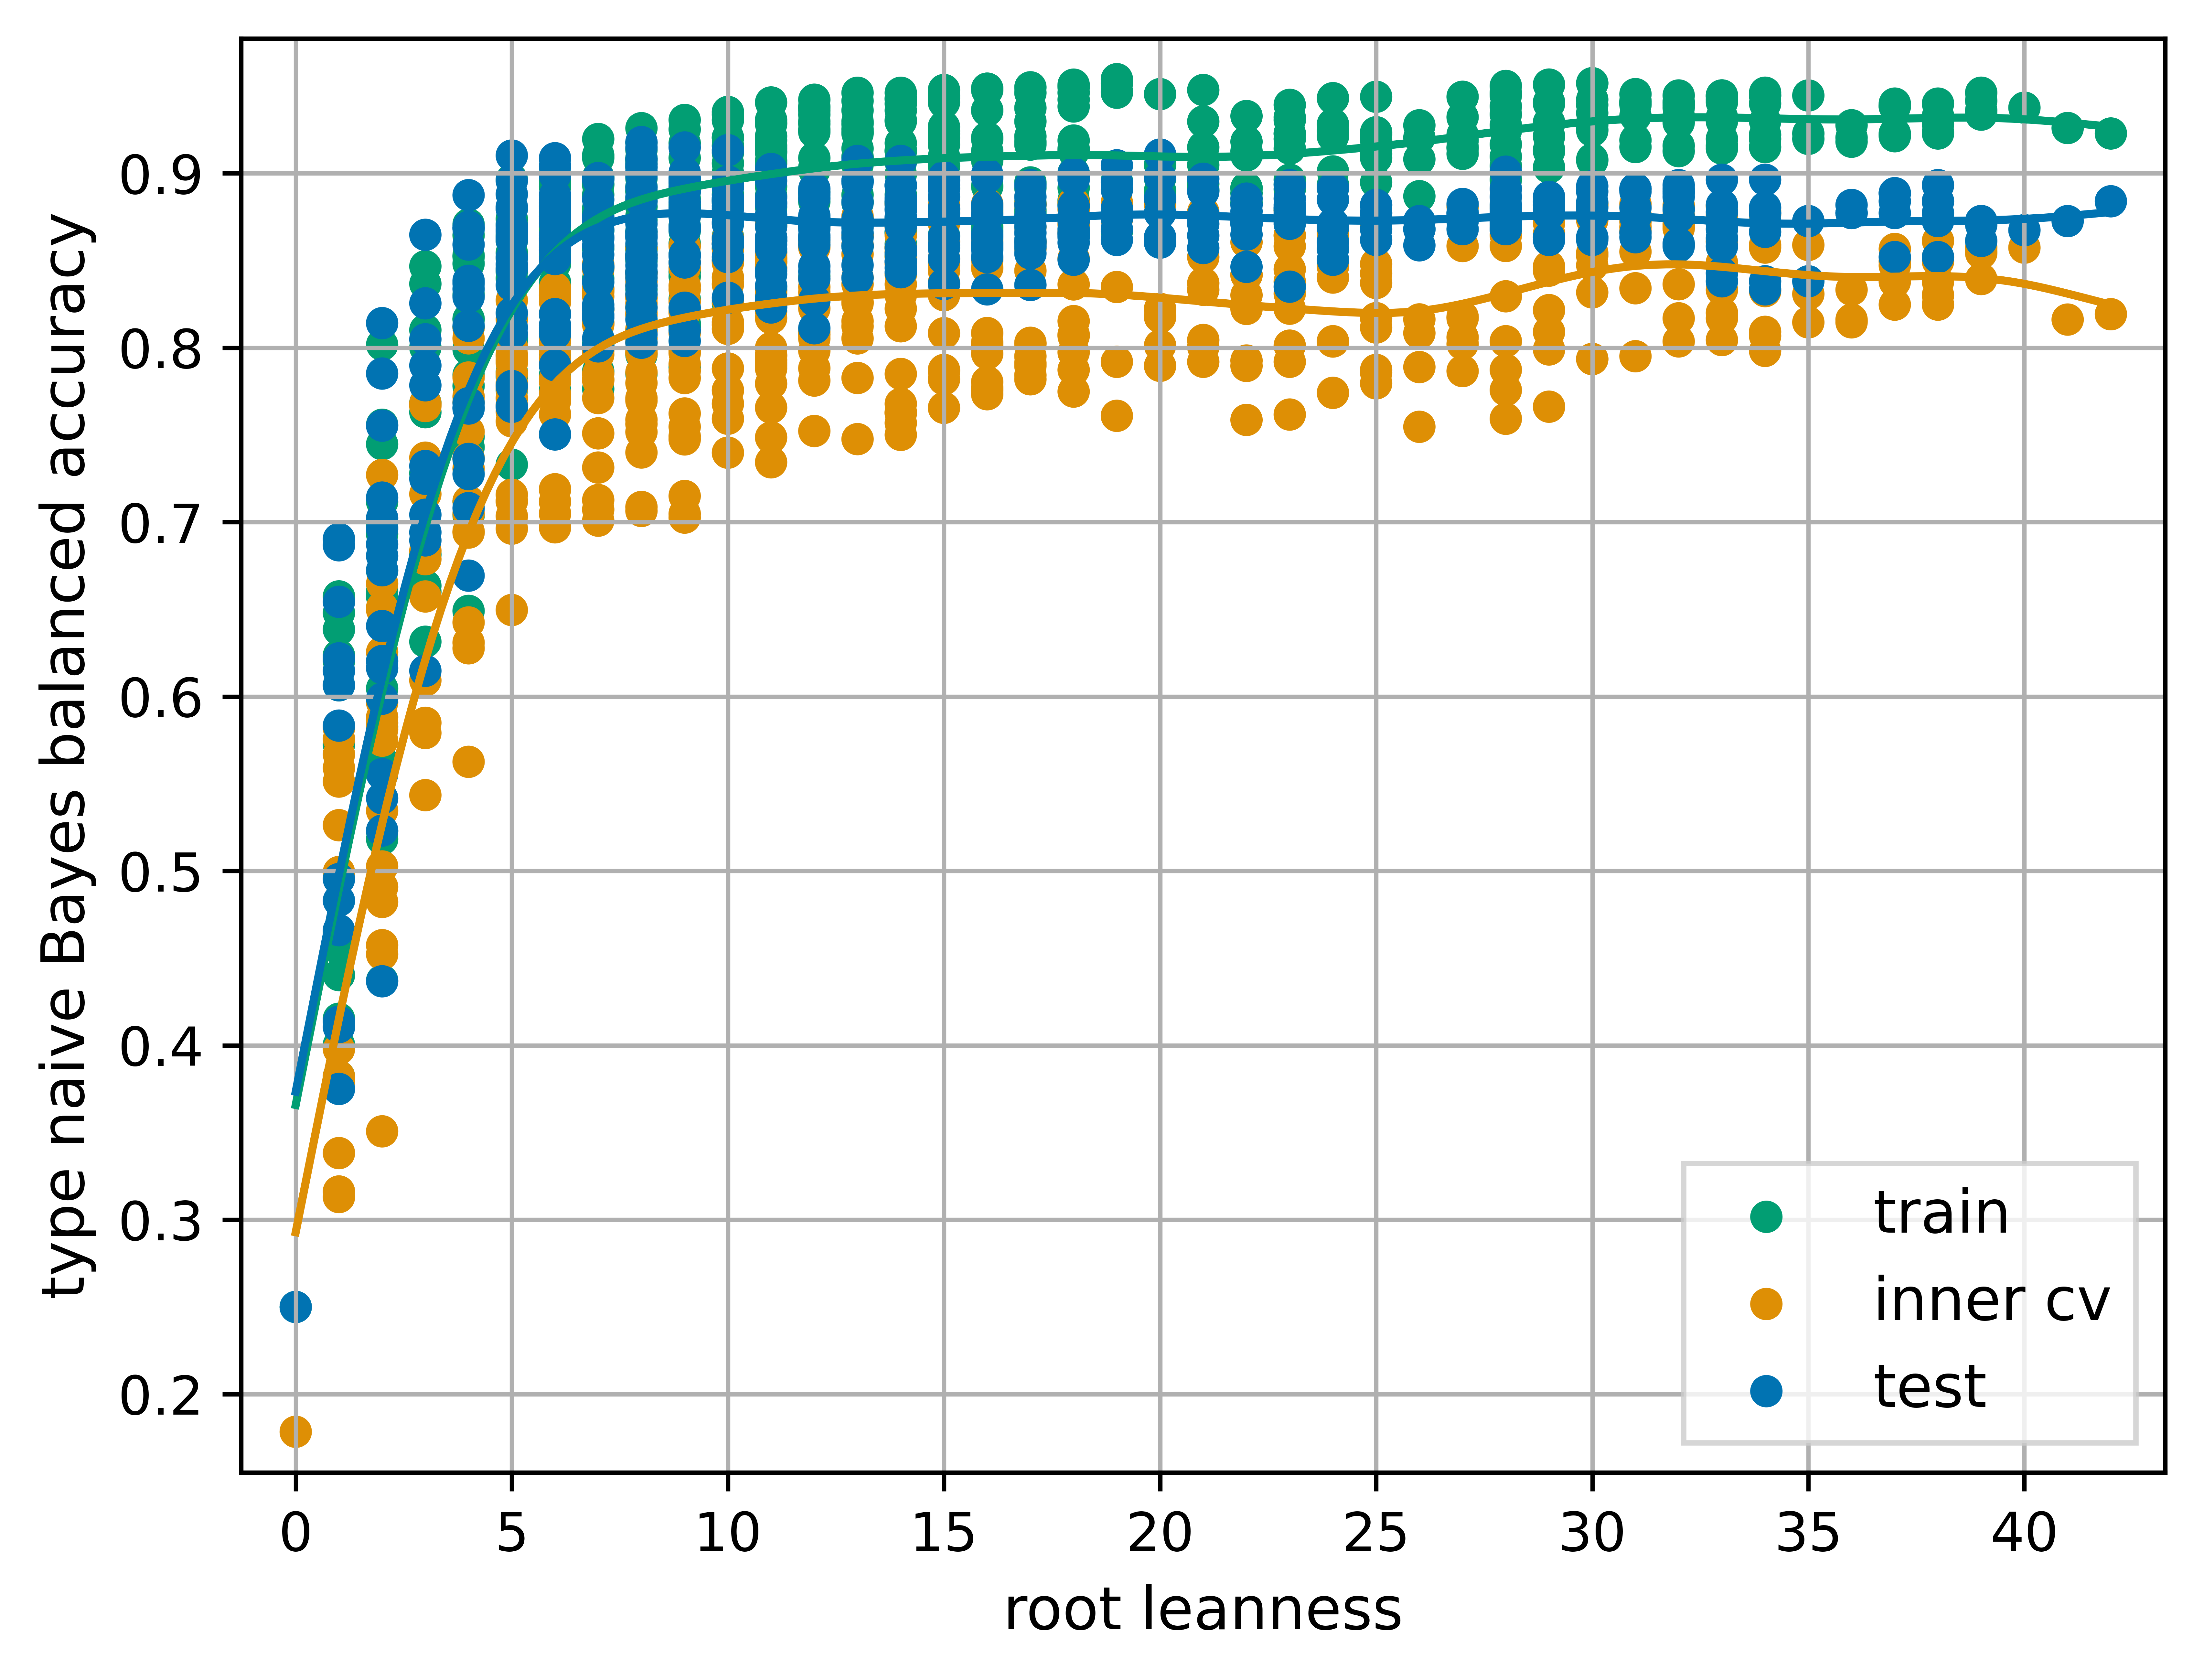 type naive Bayes balanced accuracy
0.9
0.8
0.7
0.6
0.5
0.4
0.3
0.2
0 5 10 15 20 25 30 35 40
root leanness
train
inner cv
test